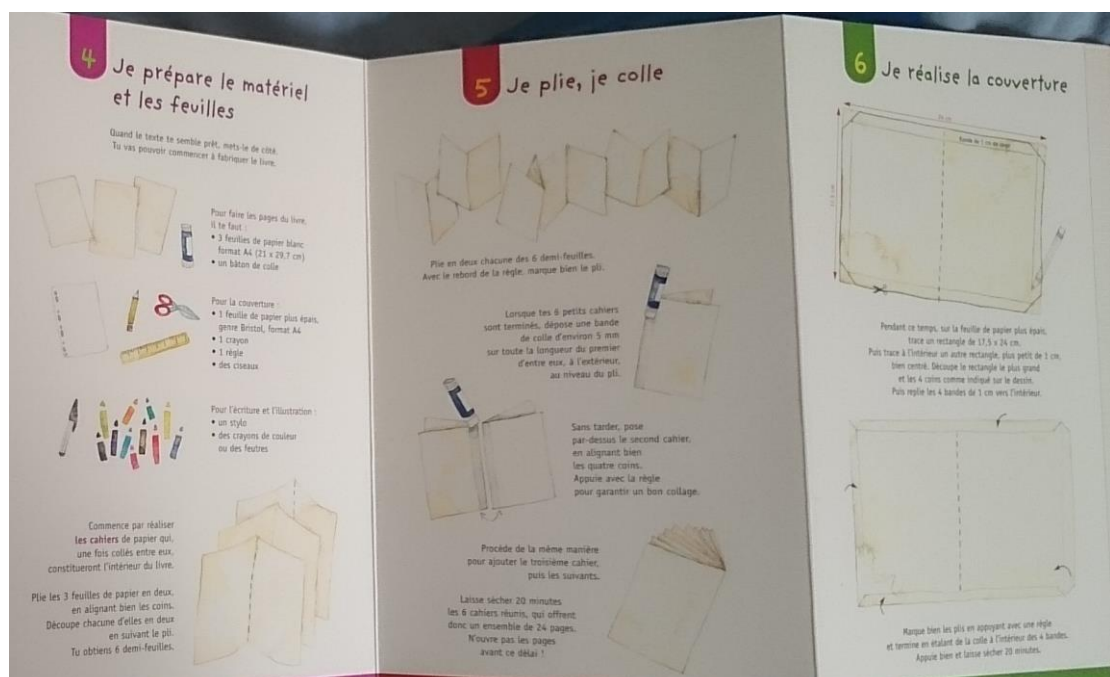 4
Je prépare le matériel
et les feuilles
Quand le texte te semble prêt, mets-le de côté.
Tu vas pouvoir commencer à fabriquer le livre.
Pour faire les pages du livre,
il te faut :
• 3 feuilles de papier blanc
format A4 (21 x 29,7 cm)
• un bâton de colle
Pour la couverture :
• 1 feuille de papier plus épais,
genre Bristol, format A4
• 1 crayon
• 1 règle
• des ciseaux
Pour l'écriture et l'illustration :
• un stylo
• des crayons de couleur
ou des feutres
Commence par réaliser
les cahiers de papier qui,
une fois collés entre eux,
constitueront l'intérieur du livre.
Plie les 3 feuilles de papier en deux,
en alignant bien les coins.
Découpe chacune d'elles en deux
en suivant le pli.
Tu obtiens 6 demi-feuilles.
5
Je plie, je colle
Plie en deux chacune des 6 demi-feuilles.
Avec le rebord de la règle, marque bien le pli.
Lorsque tes 6 petits cahiers
sont terminés, dépose une bande
de colle d'environ 5 mm
sur toute la longueur du premier
d'entre eux, à l'extérieur,
au niveau du pli.
Sans tarder, pose
par-dessus le second cahier,
en alignant bien
les quatre coins.
Appuie avec la règle
pour garantir un bon collage.
Procède de la même manière
pour ajouter le troisième cahier,
puis les suivants.
Laisse sécher 20 minutes
les 6 cahiers réunis, qui offrent
donc un ensemble de 24 pages.
N'ouvre pas les pages
avant ce délai !
6
Je réalise la couverture
24 cm
Bande de 1 cm de large
17,5 cm
Pendant ce temps, sur la feuille de papier plus épais,
trace un rectangle de 17,5 x 24 cm.
Puis trace à l'intérieur un autre rectangle, plus petit de 1 cm,
bien centré. Découpe le rectangle le plus grand
et les 4 coins comme indiqué sur le dessin.
Puis replie les 4 bandes de 1 cm vers l'intérieur.
Marque bien les plis en appuyant avec une règle
et termine en étalant de la colle à l'intérieur des 4 bandes.
Appuie bien et laisse sécher 20 minutes.